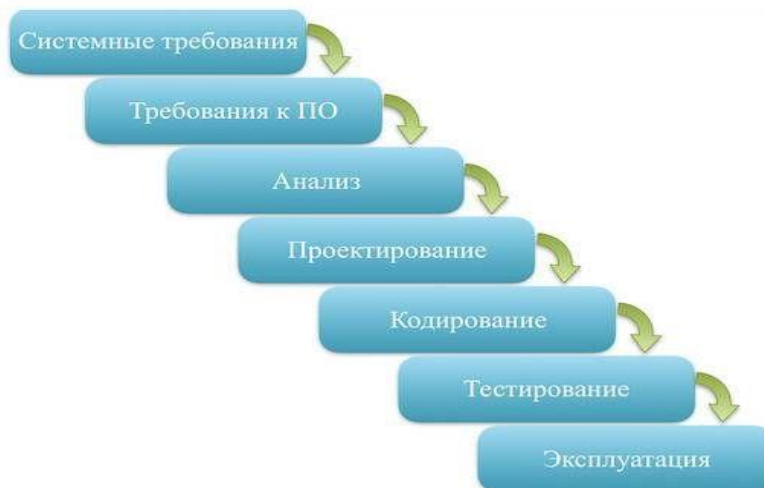 Системные требования
Требования к ПО
Анализ
Проектирование
Кодирование
Тестирование
Эксплуатация